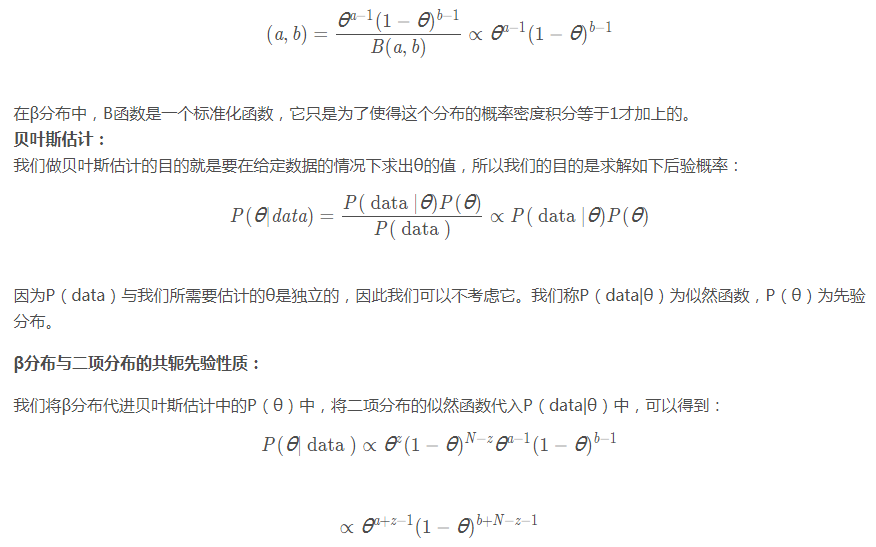 (a, b) = θ^{a−1}(1 − θ)^{b−1} / B(a, b) ∝ θ^{a−1}(1 − θ)^{b−1}
在β分布中，B函数是一个标准化函数，它只是为了使得这个分布的概率密度积分等于1才加上的。
贝叶斯估计：
我们做贝叶斯估计的目的就是要在给定数据的情况下求出θ的值，所以我们的目的是求解如下后验概率：
P(θ|data) = P( data |θ)P(θ) / P( data ) ∝ P( data |θ)P(θ)
因为P（data）与我们所需要估计的θ是独立的，因此我们可以不考虑它。我们称P（data|θ）为似然函数，P（θ）为先验
分布。
β分布与二项分布的共轭先验性质：
我们将β分布代进贝叶斯估计中的P（θ）中，将二项分布的似然函数代入P（data|θ）中，可以得到：
P(θ| data ) ∝ θ^{z}(1 − θ)^{N−z}θ^{a−1}(1 − θ)^{b−1}
∝ θ^{a+z−1}(1 − θ)^{b+N−z−1}